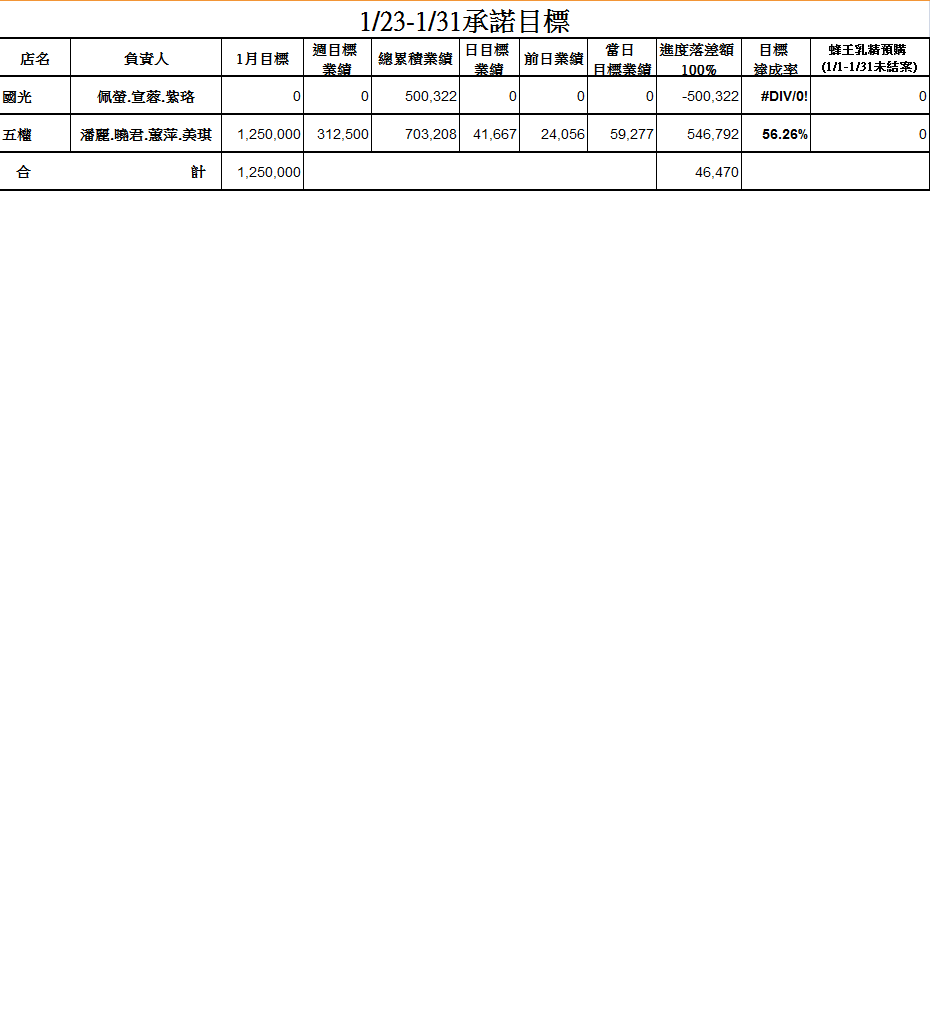 1/23-1/31承諾目標
店名 負責人 1月目標 週目標業績 總累積業績 日目標業績 前日業績 當日目標業績 進度落差額100% 目標達成率 蜂王乳精預購(1/1-1/31未結案)
國光 佩螢.宣蓉.紫珞 0 0 500,322 0 0 0 -500,322 #DIV/0! 0
五權 潘麗.曉君.蕙萍.美琪 1,250,000 312,500 703,208 41,667 24,056 59,277 546,792 56.26% 0
合 計 1,250,000 46,470